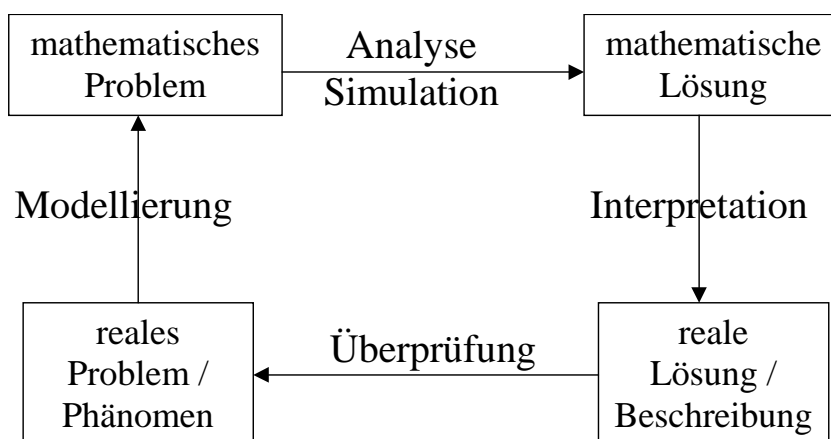 mathematisches
Problem
Analyse
Simulation
mathematische
Lösung
Modellierung
Interpretation
reales
Problem /
Phänomen
Überprüfung
reale
Lösung /
Beschreibung